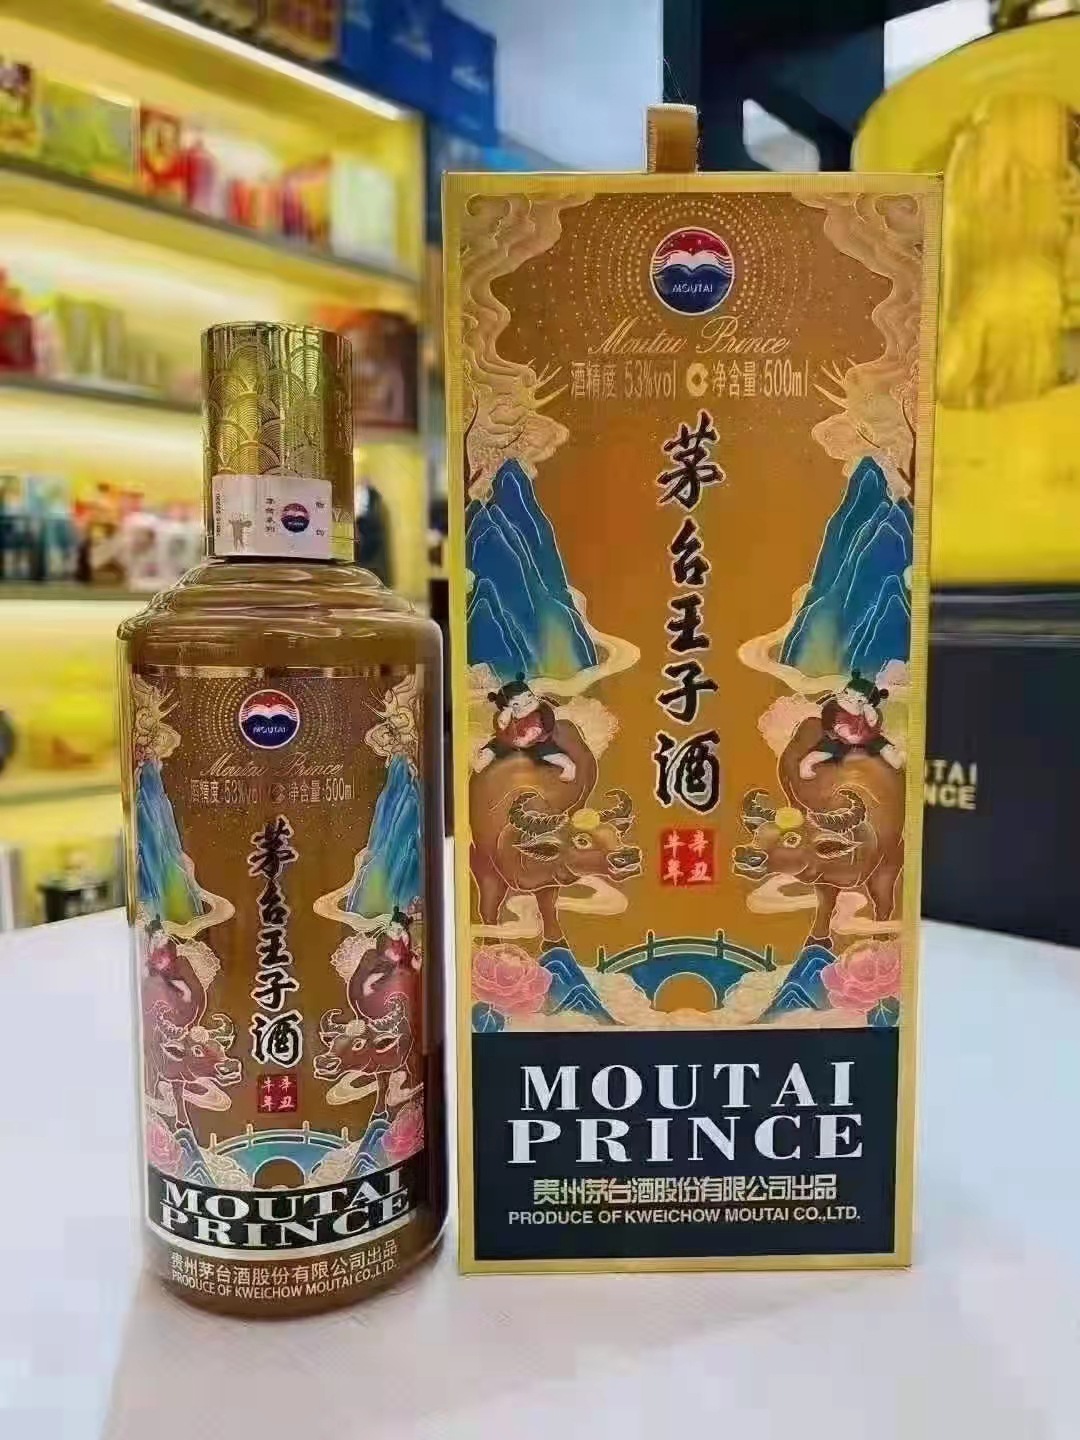 MOUTAI
Moutai Prince
酒精度:53%vol 净含量:500ml
茅台王子酒
辛丑
牛年
MOUTAI
PRINCE
贵州茅台酒股份有限公司出品
PRODUCE OF KWEICHOW MOUTAI CO.,LTD.
MOUTAI
Moutai Prince
酒精度:53%vol 净含量:500ml
茅台王子酒
辛丑
牛年
MOUTAI
PRINCE
贵州茅台酒股份有限公司出品
PRODUCE OF KWEICHOW MOUTAI CO.,LTD.
UTAI
NCE